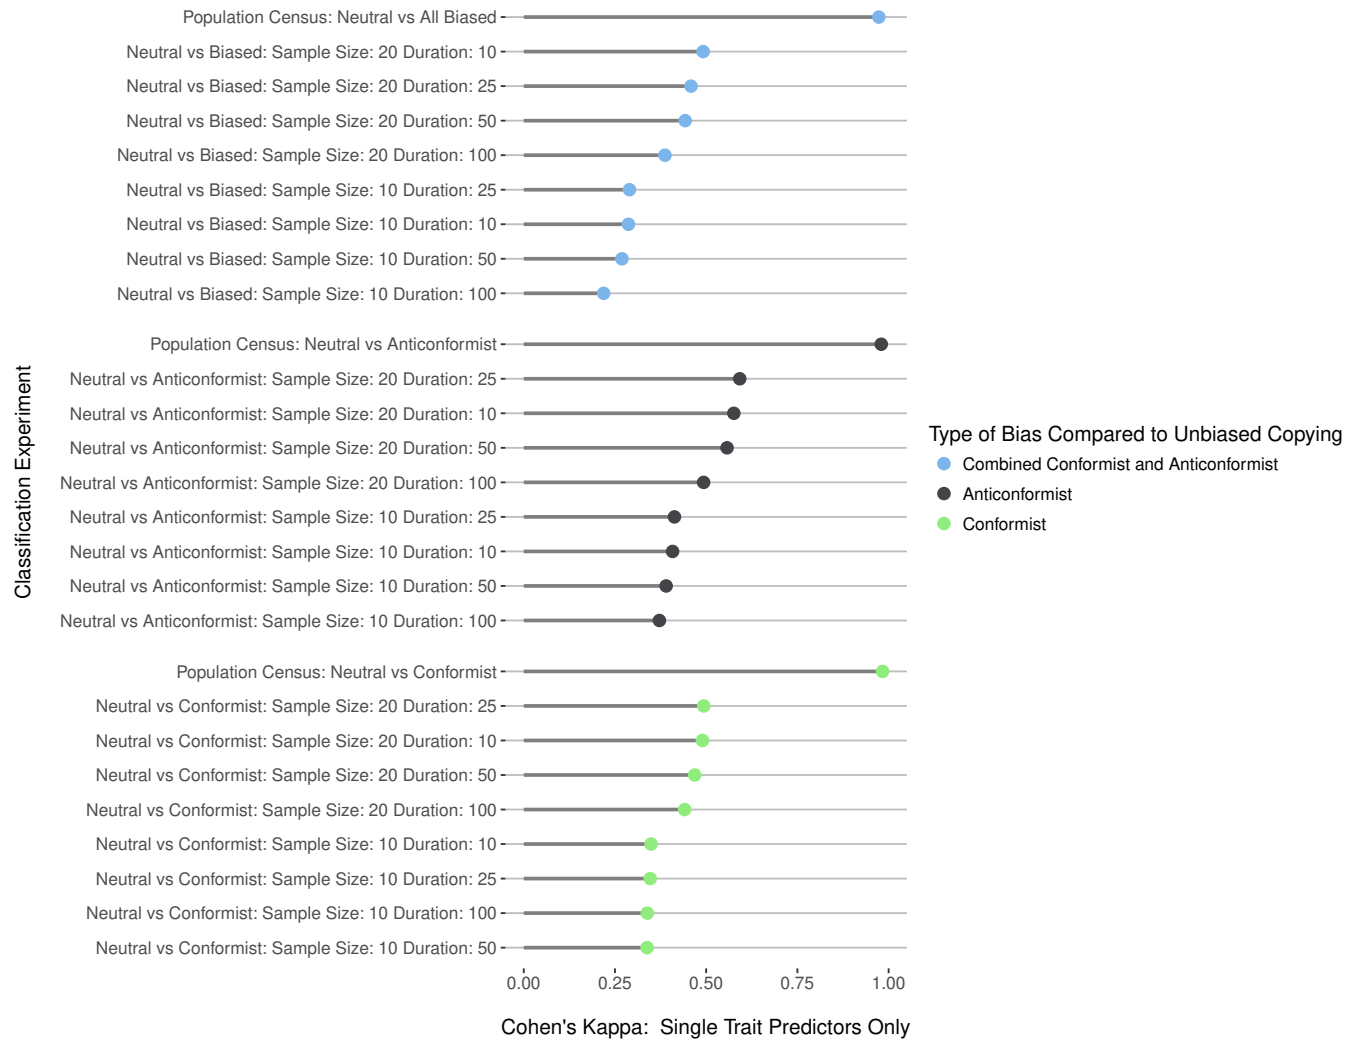 Population Census: Neutral vs All Biased
Neutral vs Biased: Sample Size: 20 Duration: 10
Neutral vs Biased: Sample Size: 20 Duration: 25
Neutral vs Biased: Sample Size: 20 Duration: 50
Neutral vs Biased: Sample Size: 20 Duration: 100
Neutral vs Biased: Sample Size: 10 Duration: 25
Neutral vs Biased: Sample Size: 10 Duration: 10
Neutral vs Biased: Sample Size: 10 Duration: 50
Neutral vs Biased: Sample Size: 10 Duration: 100
Population Census: Neutral vs Anticonformist
Neutral vs Anticonformist: Sample Size: 20 Duration: 25
Neutral vs Anticonformist: Sample Size: 20 Duration: 10
Neutral vs Anticonformist: Sample Size: 20 Duration: 50
Neutral vs Anticonformist: Sample Size: 20 Duration: 100
Neutral vs Anticonformist: Sample Size: 10 Duration: 25
Neutral vs Anticonformist: Sample Size: 10 Duration: 10
Neutral vs Anticonformist: Sample Size: 10 Duration: 50
Neutral vs Anticonformist: Sample Size: 10 Duration: 100
Population Census: Neutral vs Conformist
Neutral vs Conformist: Sample Size: 20 Duration: 25
Neutral vs Conformist: Sample Size: 20 Duration: 10
Neutral vs Conformist: Sample Size: 20 Duration: 50
Neutral vs Conformist: Sample Size: 20 Duration: 100
Neutral vs Conformist: Sample Size: 10 Duration: 10
Neutral vs Conformist: Sample Size: 10 Duration: 25
Neutral vs Conformist: Sample Size: 10 Duration: 100
Neutral vs Conformist: Sample Size: 10 Duration: 50
Classification Experiment
0.00 0.25 0.50 0.75 1.00
Cohen's Kappa:  Single Trait Predictors Only
Type of Bias Compared to Unbiased Copying
Combined Conformist and Anticonformist
Anticonformist
Conformist